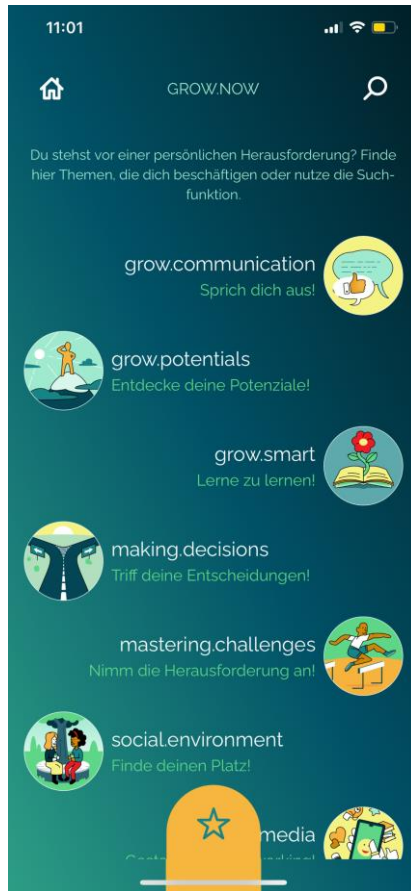 11:01
GROW.NOW
Du stehst vor einer persönlichen Herausforderung? Finde
hier Themen, die dich beschäftigen oder nutze die Such-
funktion.
grow.communication
Sprich dich aus!
grow.potentials
Entdecke deine Potenziale!
grow.smart
Lerne zu lernen!
making.decisions
Triff deine Entscheidungen!
mastering.challenges
Nimm die Herausforderung an!
social.environment
Finde deinen Platz!
media